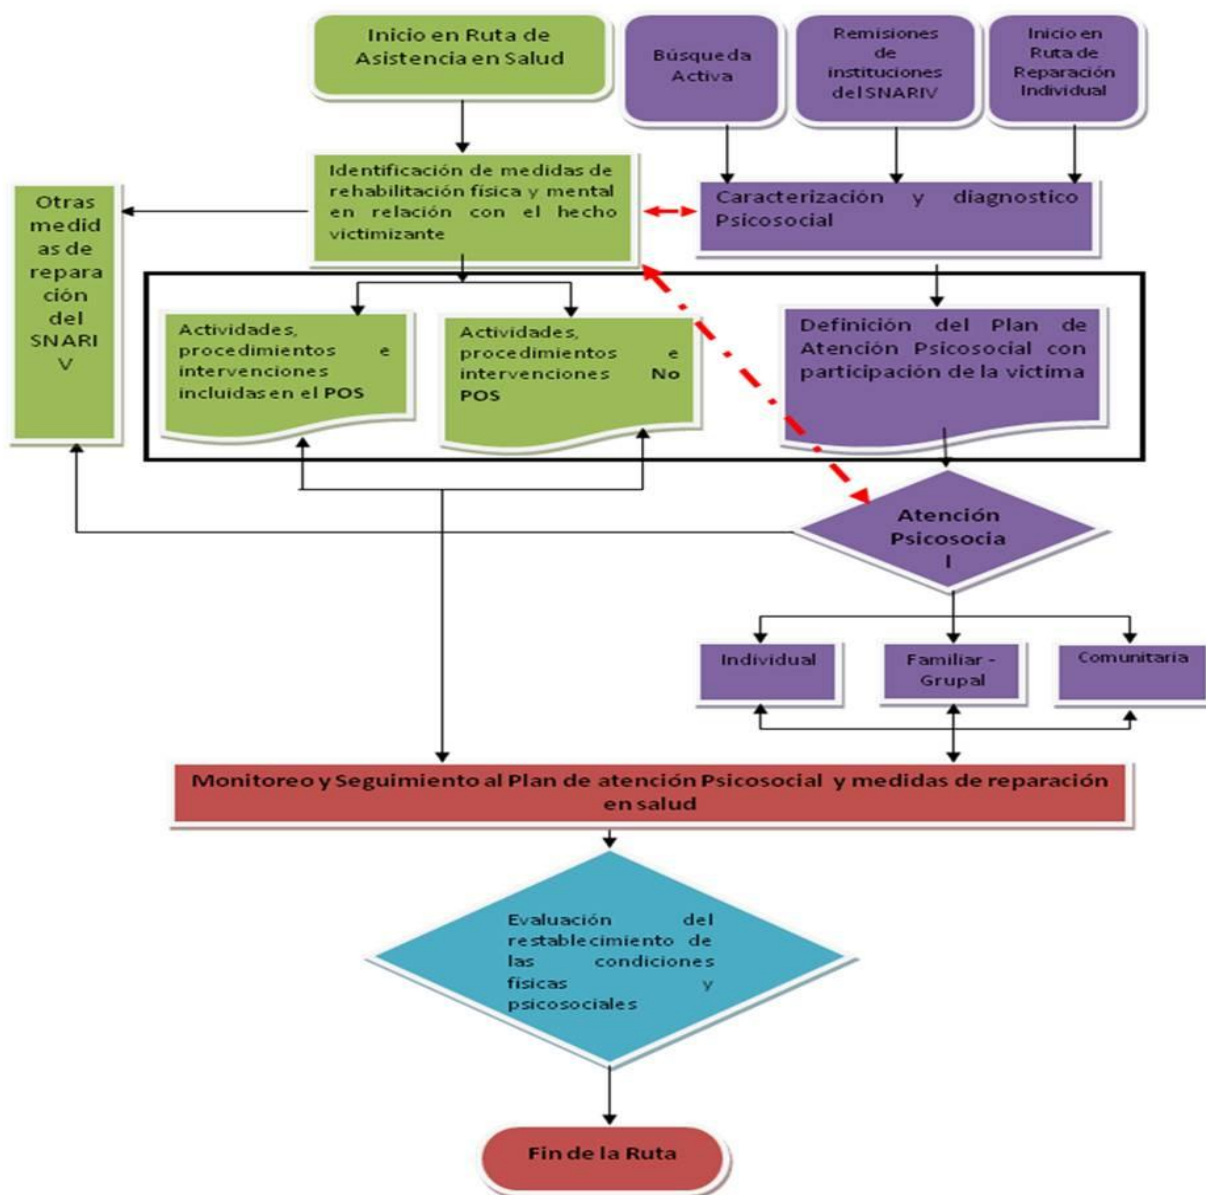 Inicio en Ruta de
Asistencia en Salud
Búsqueda
Activa
Remisiones
de
instituciones
del SNARIV
Inicio en
Ruta de
Reparación
Individual
Otras
medid
as de
repara
ción
del
SNARI
V
Identificación de medidas de
rehabilitación física y mental
en relación con el hecho
victimizante
Caracterización y diagnostico
Psicosocial
Actividades,
procedimientos e
intervenciones
incluidas en el POS
Actividades,
procedimientos e
intervenciones No
POS
Definición del Plan de
Atención Psicosocial con
participación de la victima
Atención
Psicosocia
l
Individual
Familiar -
Grupal
Comunitaria
Monitoreo y Seguimiento al Plan de atención Psicosocial y medidas de reparación
en salud
Evaluación del
restablecimiento de
las condiciones
físicas y
psicosociales
Fin de la Ruta